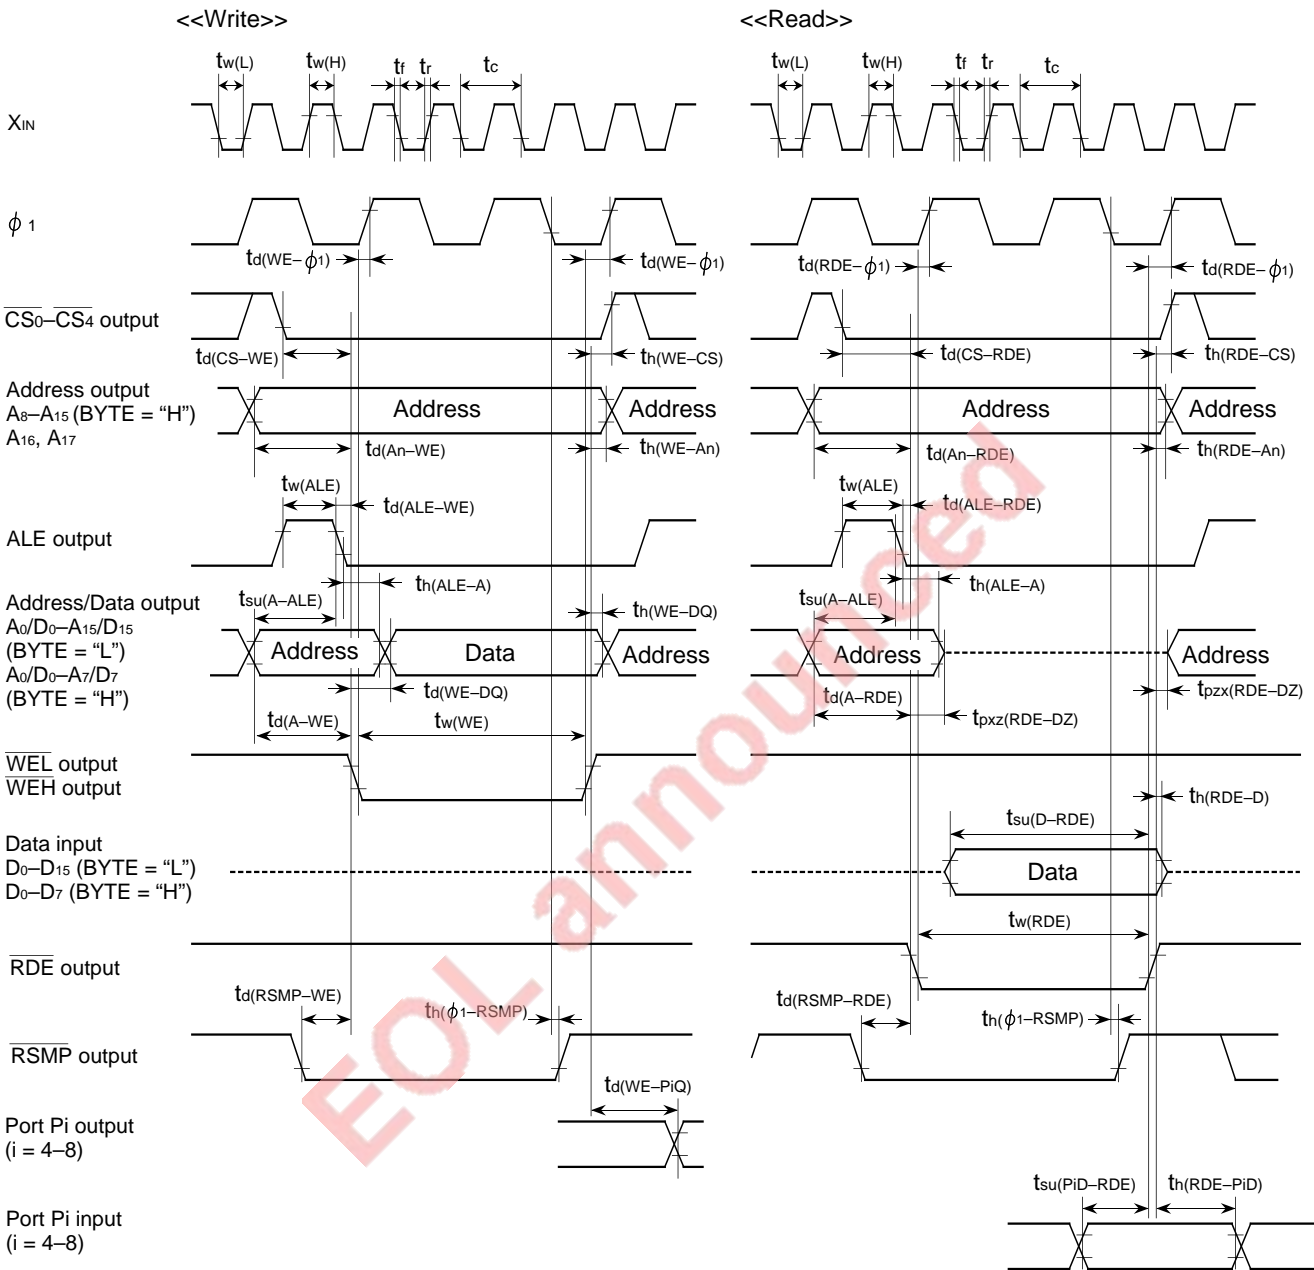 <<Write>> <<Read>>
tw(L) tw(H) tf tr tc tw(L) tw(H) tf tr tc
XIN
ϕ 1
td(WE–ϕ1) td(WE–ϕ1) td(RDE–ϕ1) td(RDE–ϕ1)
CS0–CS4 output
td(CS–WE) th(WE–CS) td(CS–RDE) th(RDE–CS)
Address output
A8–A15 (BYTE = “H”)
A16, A17
Address Address Address Address
td(An–WE) th(WE–An) td(An–RDE) th(RDE–An)
tw(ALE) td(ALE–WE) tw(ALE) td(ALE–RDE)
ALE output
th(ALE–A) th(ALE–A)
Address/Data output
A0/D0–A15/D15
(BYTE = “L”)
A0/D0–A7/D7
(BYTE = “H”)
tsu(A–ALE) th(WE–DQ) tsu(A–ALE)
Address Data Address Address Address
td(WE–DQ) td(A–RDE) tpzx(RDE–DZ)
td(A–WE) tw(WE) tpxz(RDE–DZ)
WEL output
WEH output
th(RDE–D)
tsu(D–RDE)
Data input
D0–D15 (BYTE = “L”)
D0–D7 (BYTE = “H”)
Data
tw(RDE)
RDE output
td(RSMP–WE) th(ϕ1–RSMP) td(RSMP–RDE) th(ϕ1–RSMP)
RSMP output
td(WE–PiQ)
Port Pi output
(i = 4–8)
tsu(PiD–RDE) th(RDE–PiD)
Port Pi input
(i = 4–8)
EOL announced